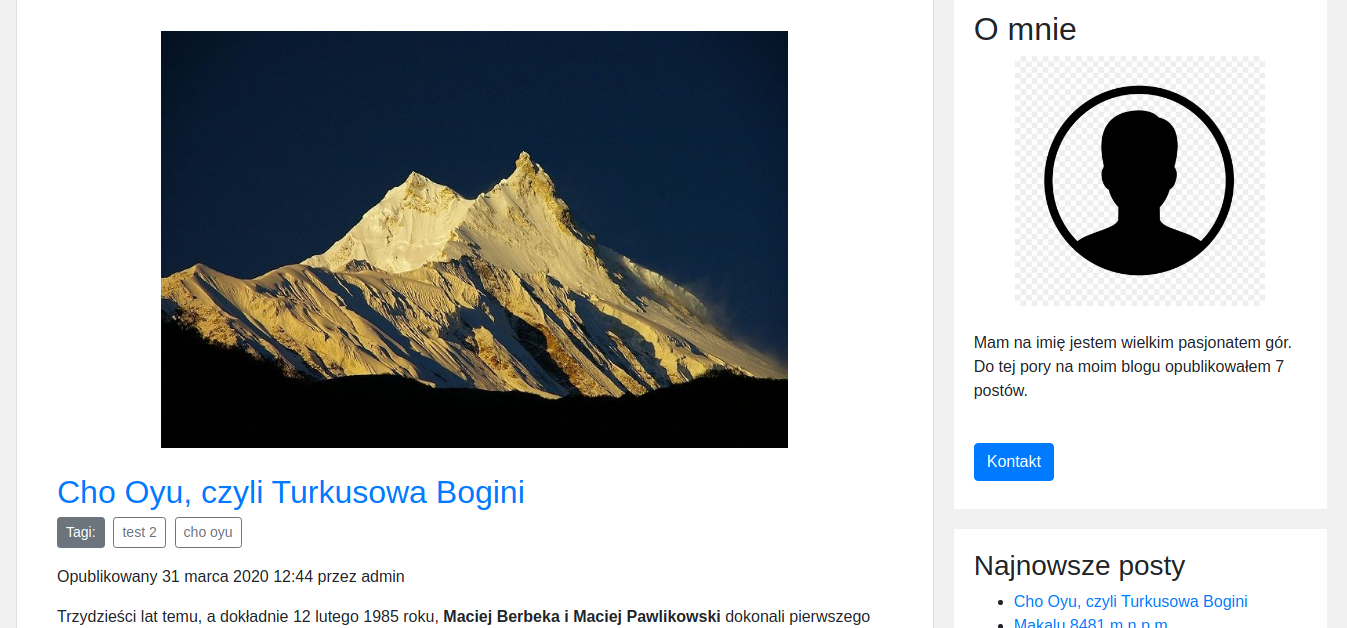 Cho Oyu, czyli Turkusowa Bogini
Tagi: test 2 cho oyu
Opublikowany 31 marca 2020 12:44 przez admin
Trzydzieści lat temu, a dokładnie 12 lutego 1985 roku, Maciej Berbeka i Maciej Pawlikowski dokonali pierwszego
O mnie
Mam na imię jestem wielkim pasjonatem gór.
Do tej pory na moim blogu opublikowałem 7
postów.
Kontakt
Najnowsze posty
Cho Oyu, czyli Turkusowa Bogini
Makalu 8481 m n.p.m